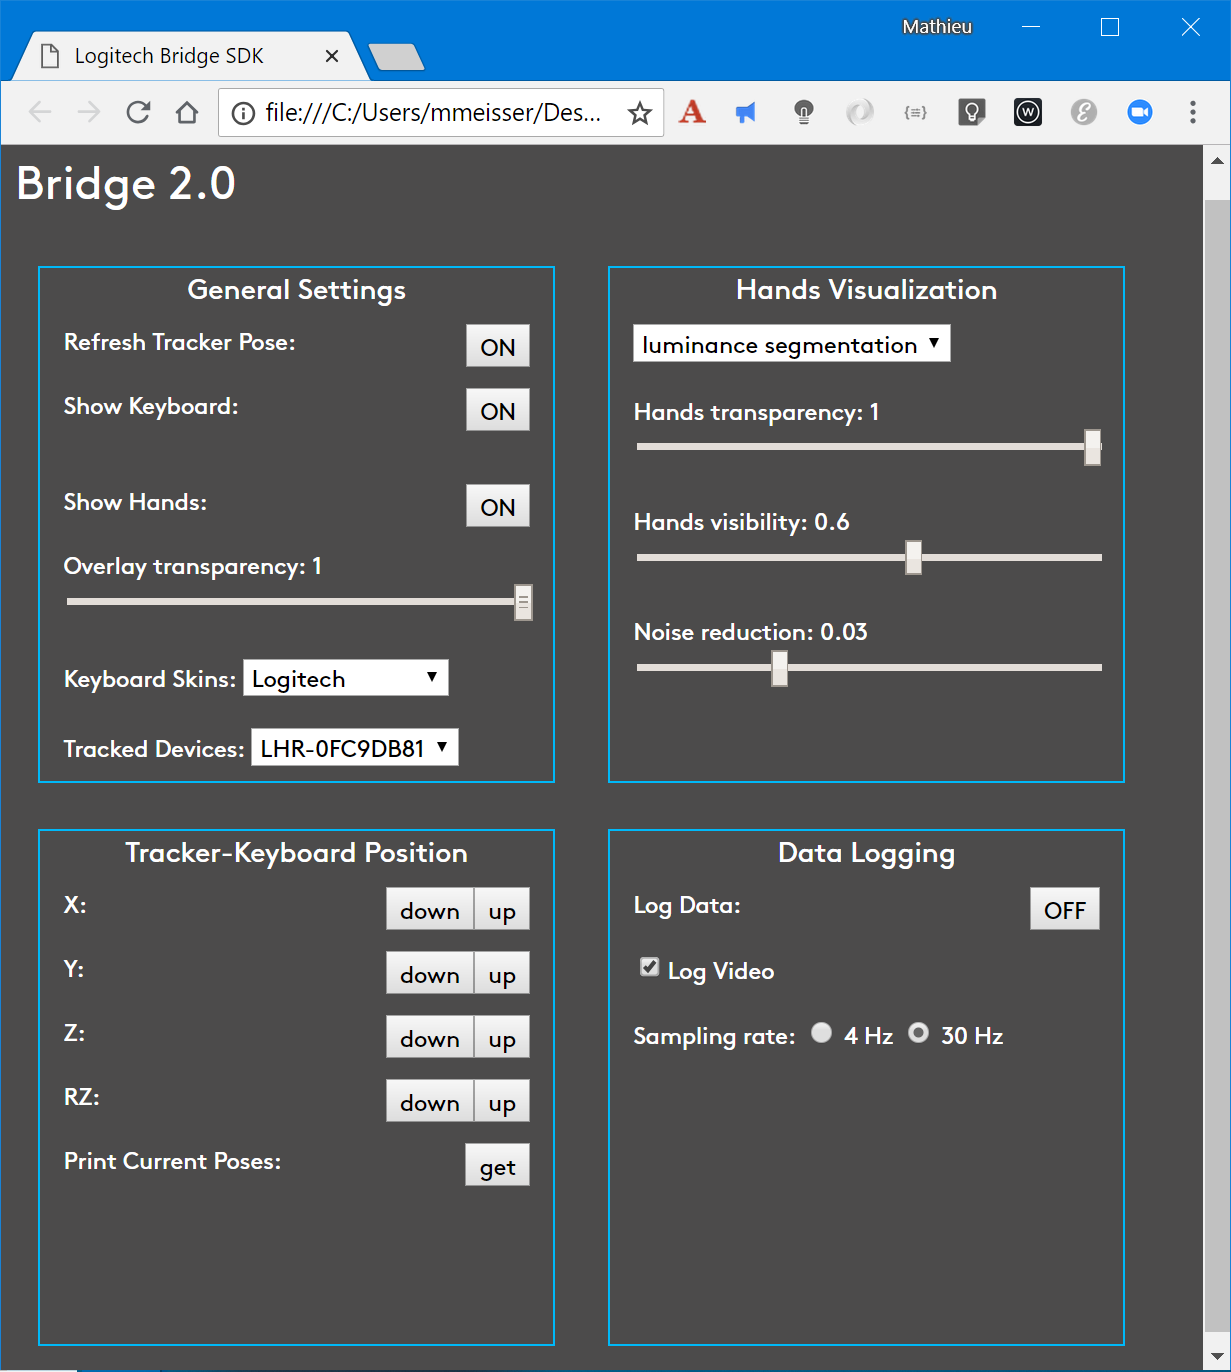 Mathieu
Logitech Bridge SDK
file:///C:/Users/mmeisser/Des...
Bridge 2.0
General Settings
Refresh Tracker Pose: ON
Show Keyboard: ON
Show Hands: ON
Overlay transparency: 1
Keyboard Skins: Logitech
Tracked Devices: LHR-0FC9DB81
Hands Visualization
luminance segmentation
Hands transparency: 1
Hands visibility: 0.6
Noise reduction: 0.03
Tracker-Keyboard Position
X: down up
Y: down up
Z: down up
RZ: down up
Print Current Poses: get
Data Logging
Log Data: OFF
Log Video
Sampling rate: 4 Hz 30 Hz